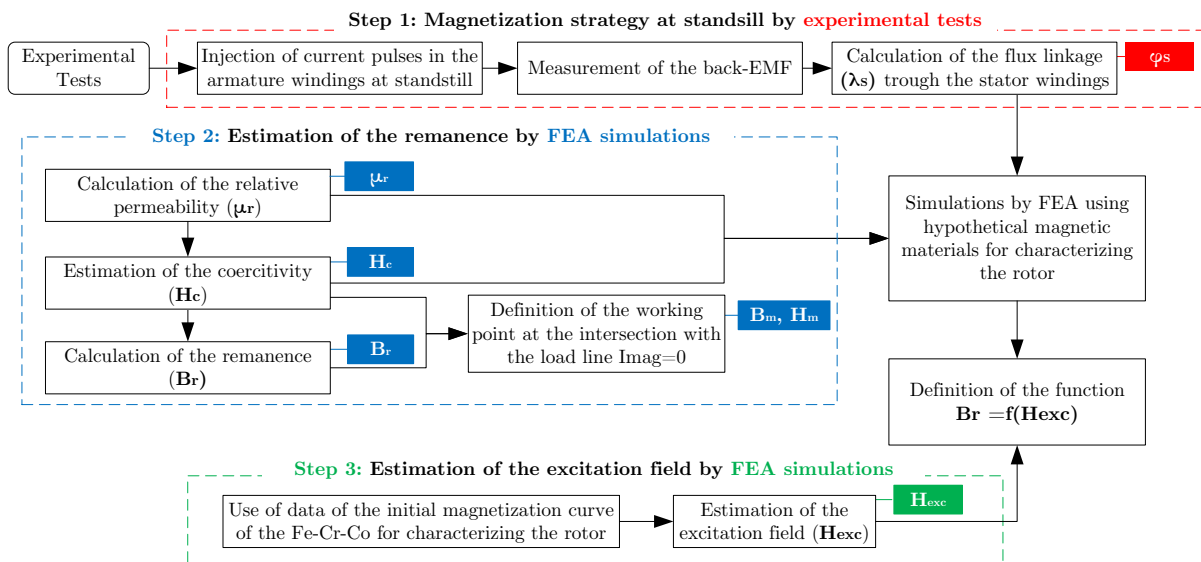 Step 1: Magnetization strategy at standsill by experimental tests
Experimental
Tests
Injection of current pulses in the
armature windings at standstill
Measurement of the back-EMF
Calculation of the flux linkage
(λs) trough the stator windings
φs
Step 2: Estimation of the remanence by FEA simulations
Calculation of the relative
permeability (μr)
μr
Estimation of the coercitivity
(Hc)
Hc
Calculation of the remanence
(Br)
Br
Definition of the working
point at the intersection with
the load line Imag=0
Bm, Hm
Simulations by FEA using
hypothetical magnetic
materials for characterizing
the rotor
Definition of the function
Br =f(Hexc)
Step 3: Estimation of the excitation field by FEA simulations
Use of data of the initial magnetization curve
of the Fe-Cr-Co for characterizing the rotor
Estimation of the
excitation field (Hexc)
Hexc